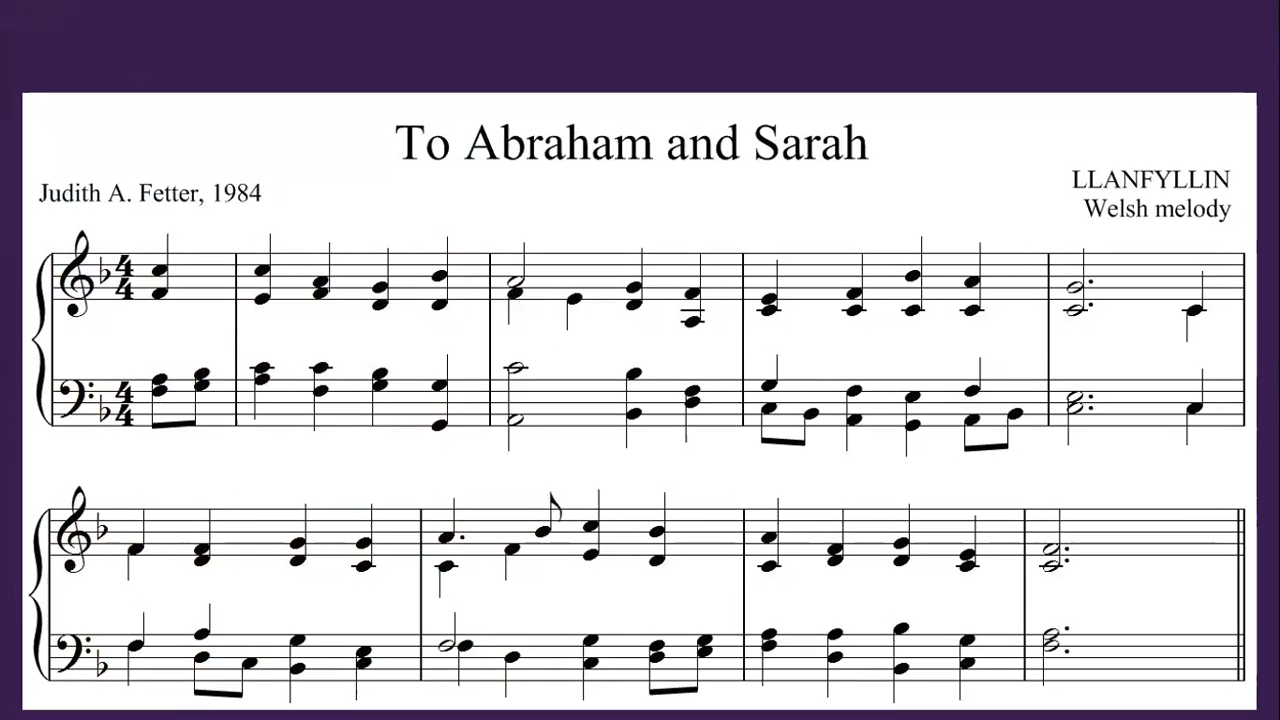 To Abraham and Sarah
Judith A. Fetter, 1984
LLANFYLLIN
Welsh melody